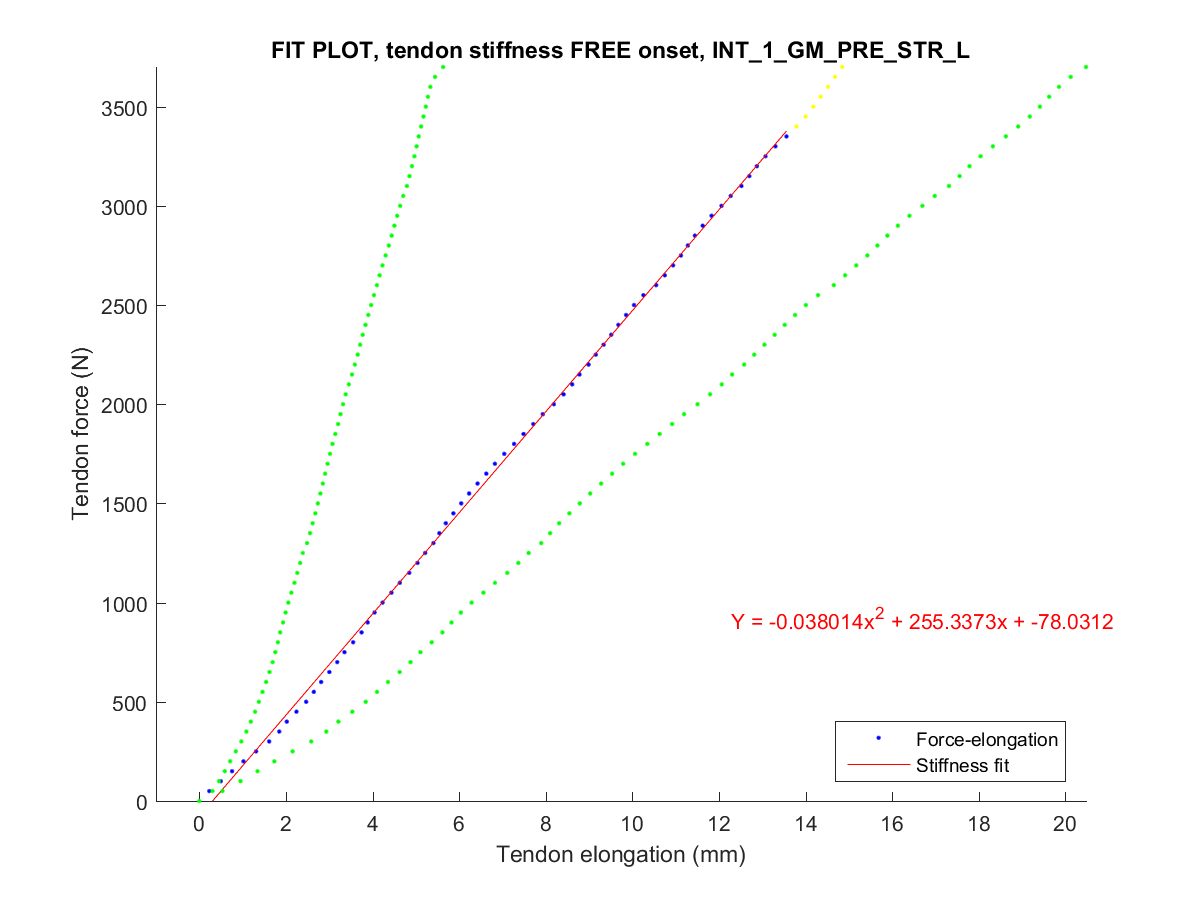 FIT PLOT, tendon stiffness FREE onset, INT_1_GM_PRE_STR_L
3500
3000
2500
2000
1500
1000
500
0
Tendon force (N)
Y = -0.038014x² + 255.3373x + -78.0312
Force-elongation
Stiffness fit
0 2 4 6 8 10 12 14 16 18 20
Tendon elongation (mm)